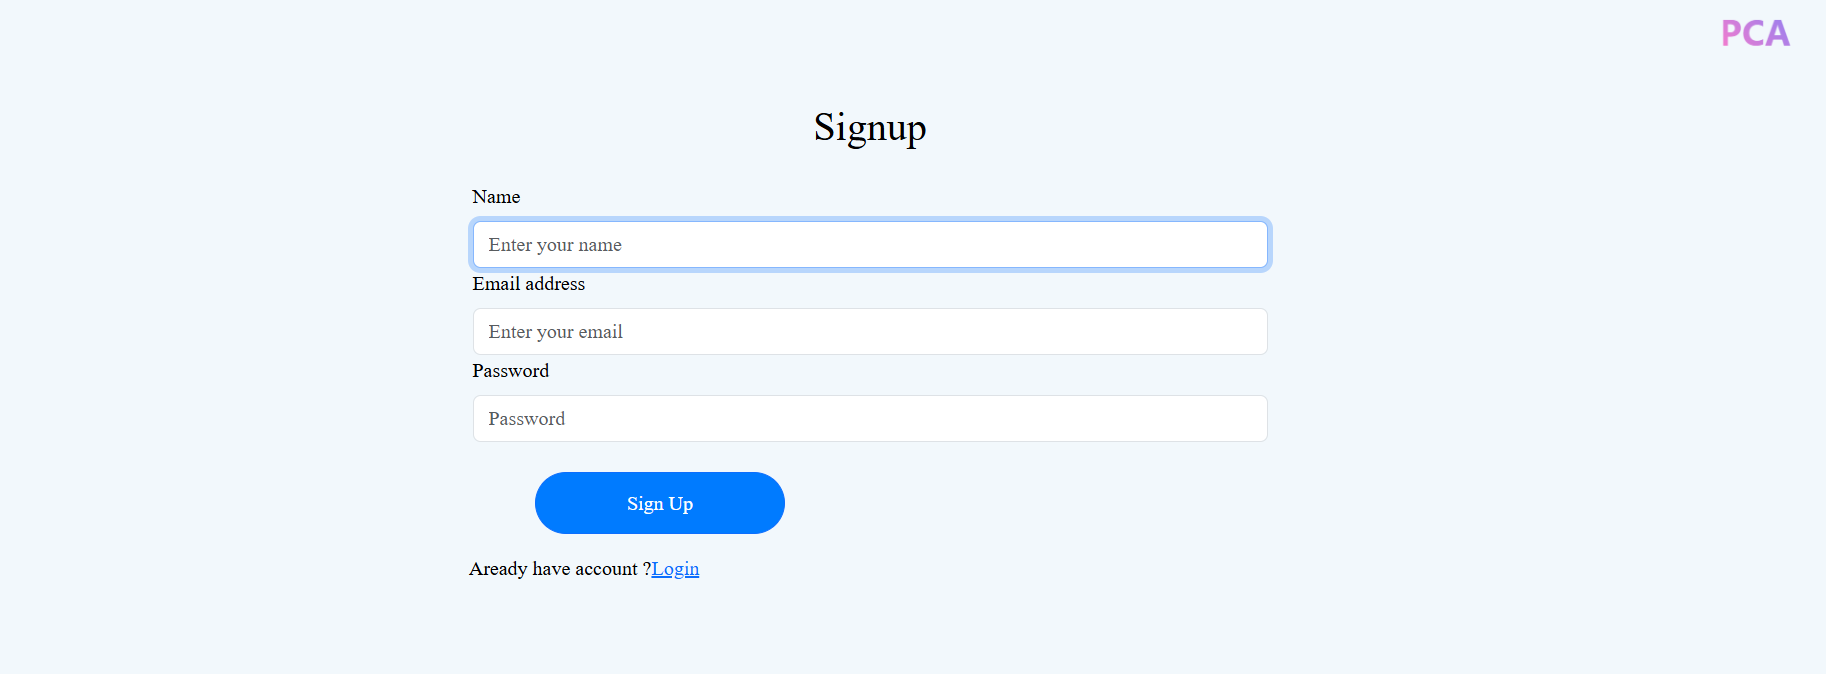 PCA
Signup
Name
Enter your name
Email address
Enter your email
Password
Password
Sign Up
Aready have account ?Login